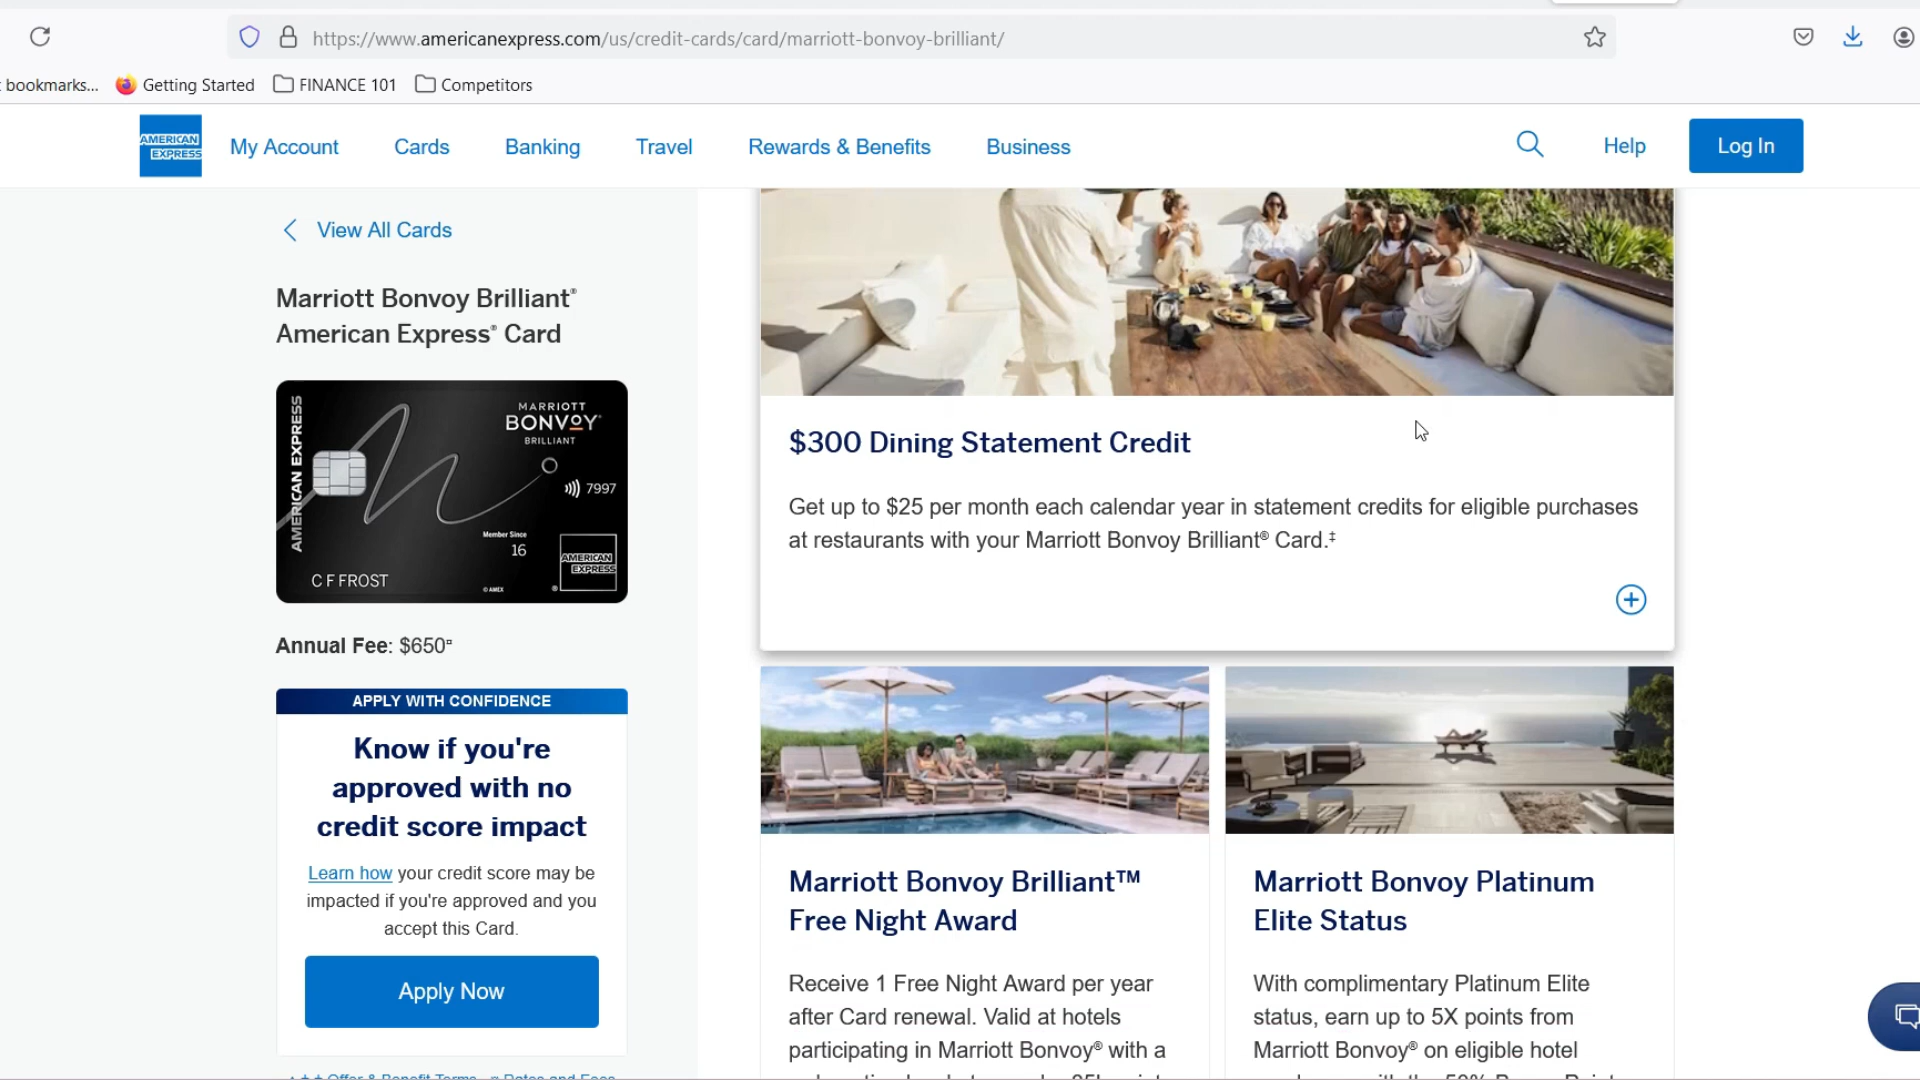 https://www.americanexpress.com/us/credit-cards/card/marriott-bonvoy-brilliant/
bookmarks... Getting Started FINANCE 101 Competitors
AMERICAN EXPRESS My Account Cards Banking Travel Rewards & Benefits Business Help Log In
View All Cards
Marriott Bonvoy Brilliant®
American Express® Card
AMERICAN EXPRESS
MARRIOTT
BONVOY®
BRILLIANT
7997
Member Since
16
AMERICAN
EXPRESS
C F FROST
© AMEX
Annual Fee: $650¤
APPLY WITH CONFIDENCE
Know if you're
approved with no
credit score impact
Learn how your credit score may be
impacted if you're approved and you
accept this Card.
Apply Now
Offer & Benefit Terms ¤ Rates and Fees
$300 Dining Statement Credit
Get up to $25 per month each calendar year in statement credits for eligible purchases
at restaurants with your Marriott Bonvoy Brilliant® Card.‡
Marriott Bonvoy Brilliant™
Free Night Award
Receive 1 Free Night Award per year
after Card renewal. Valid at hotels
participating in Marriott Bonvoy® with a
Marriott Bonvoy Platinum
Elite Status
With complimentary Platinum Elite
status, earn up to 5X points from
Marriott Bonvoy® on eligible hotel